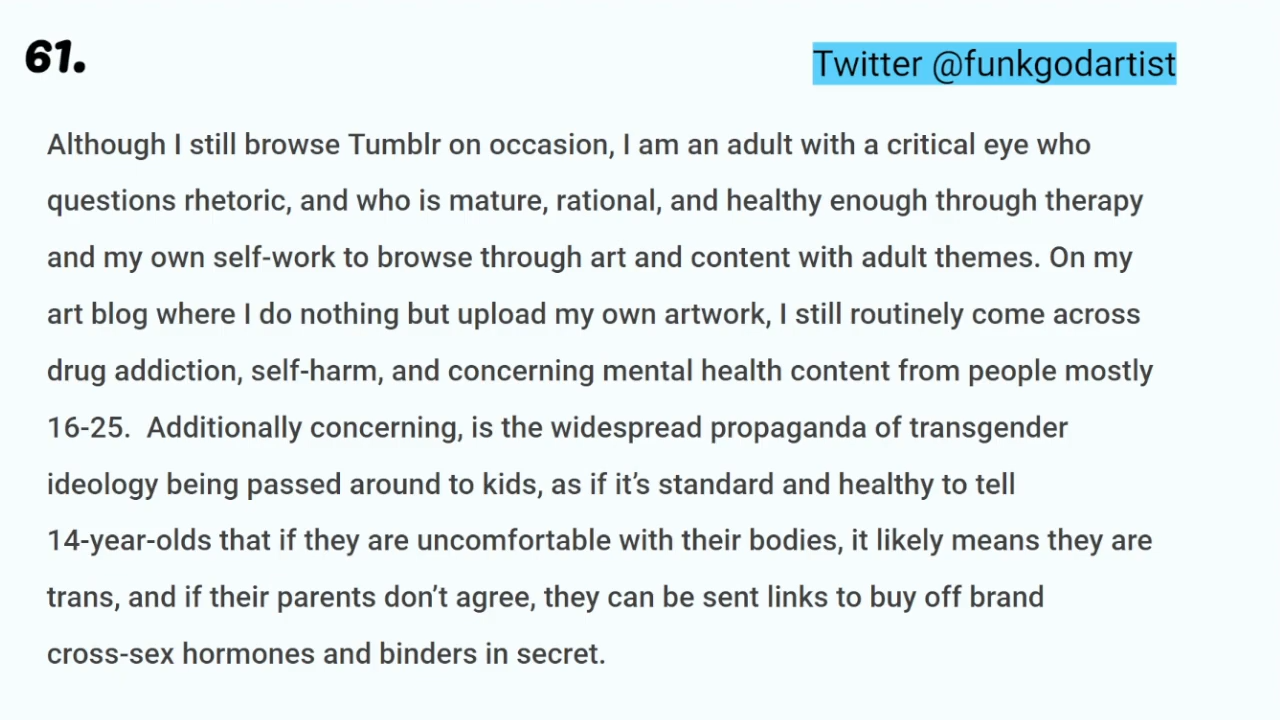 61.
Twitter @funkgodartist
Although I still browse Tumblr on occasion, I am an adult with a critical eye who
questions rhetoric, and who is mature, rational, and healthy enough through therapy
and my own self-work to browse through art and content with adult themes. On my
art blog where I do nothing but upload my own artwork, I still routinely come across
drug addiction, self-harm, and concerning mental health content from people mostly
16-25.  Additionally concerning, is the widespread propaganda of transgender
ideology being passed around to kids, as if it’s standard and healthy to tell
14-year-olds that if they are uncomfortable with their bodies, it likely means they are
trans, and if their parents don’t agree, they can be sent links to buy off brand
cross-sex hormones and binders in secret.